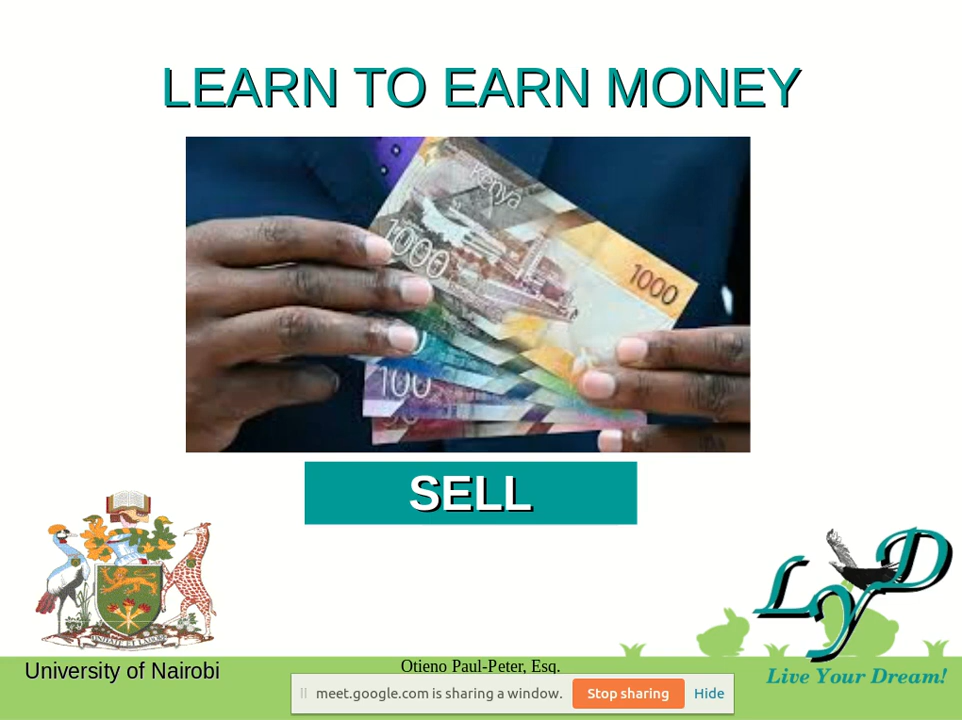 LEARN TO EARN MONEY
Kenya
1000
1000
100
SELL
LyD
University of Nairobi
Otieno Paul-Peter, Esq.
Live Your Dream!
meet.google.com is sharing a window.
Stop sharing
Hide